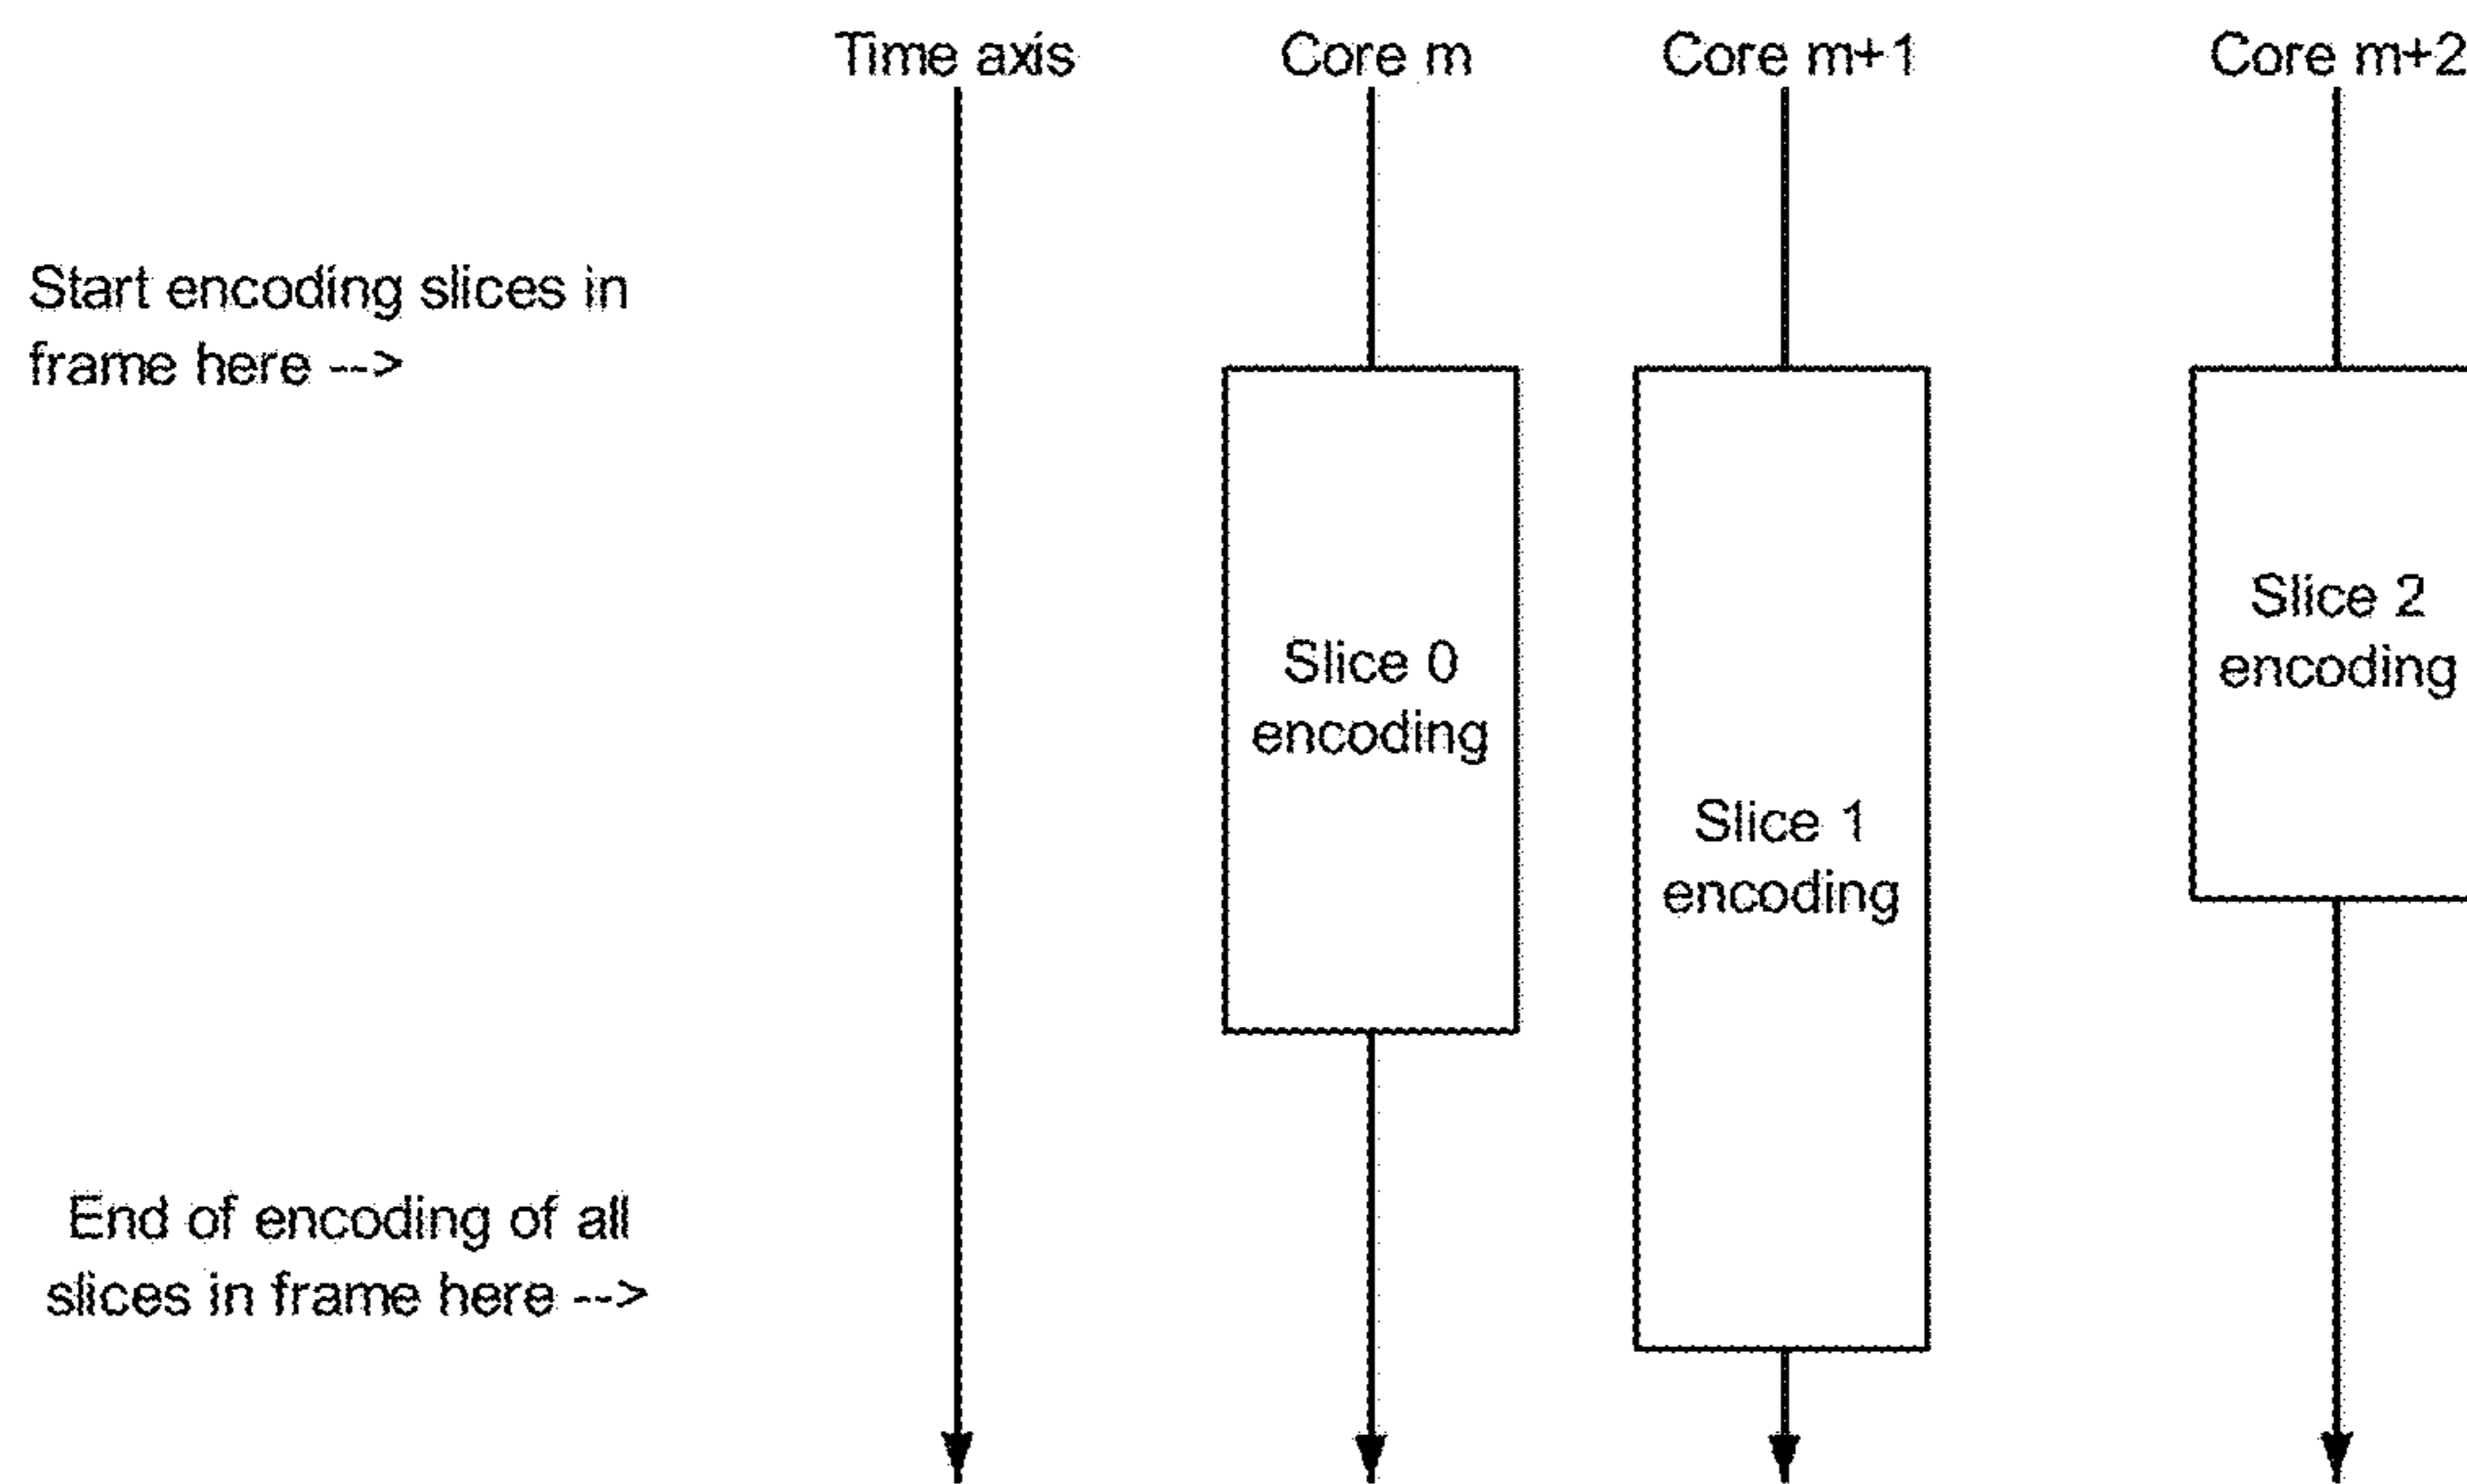 Time axis
Core m
Core m+1
Core m+2
Start encoding slices in
frame here -->
Slice 0
encoding
Slice 1
encoding
Slice 2
encoding
End of encoding of all
slices in frame here -->